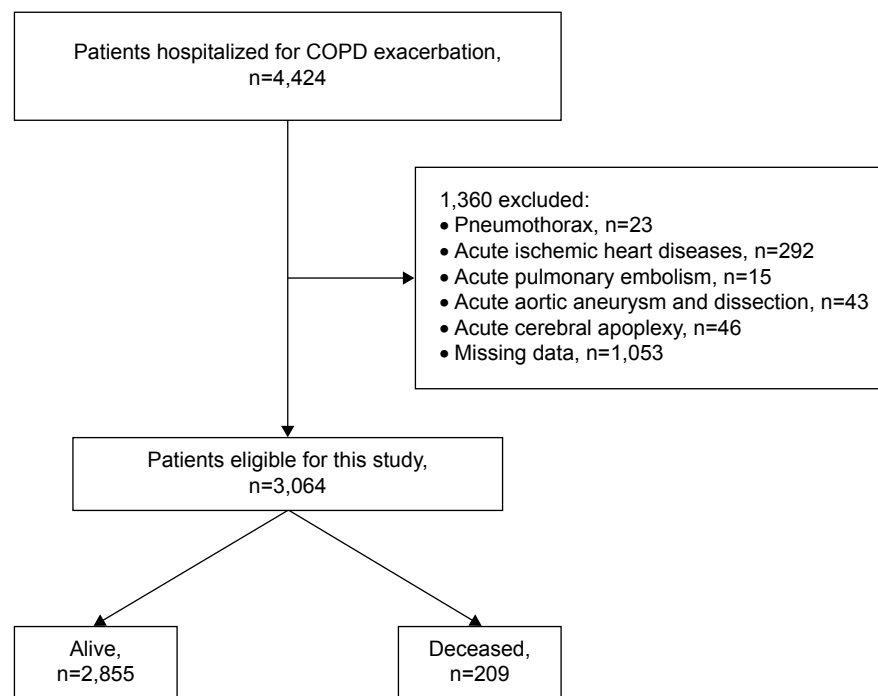 Patients hospitalized for COPD exacerbation,
n=4,424
1,360 excluded:
• Pneumothorax, n=23
• Acute ischemic heart diseases, n=292
• Acute pulmonary embolism, n=15
• Acute aortic aneurysm and dissection, n=43
• Acute cerebral apoplexy, n=46
• Missing data, n=1,053
Patients eligible for this study,
n=3,064
Alive,
n=2,855
Deceased,
n=209